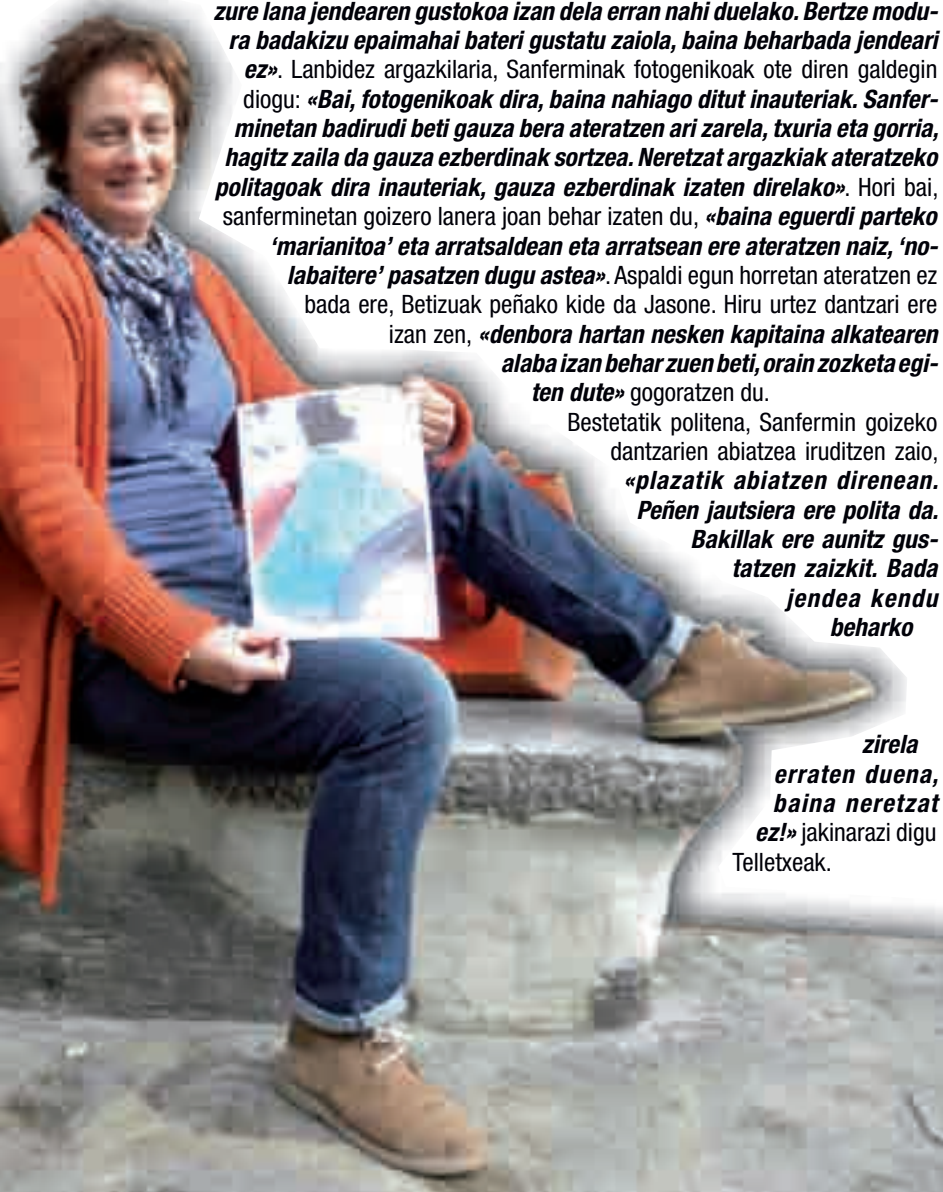 zure lana jendearen gustokoa izan dela erran nahi duelako. Bertze modu-
ra badakizu epaimahai bateri gustatu zaiola, baina beharbada jendeari
ez». Lanbidez argazkilaria, Sanferminak fotogenikoak ote diren galdegin
diogu: «Bai, fotogenikoak dira, baina nahiago ditut inauteriak. Sanfer-
minetan badirudi beti gauza bera ateratzen ari zarela, txuria eta gorria,
hagitz zaila da gauza ezberdinak sortzea. Neretzat argazkiak ateratzeko
politagoak dira inauteriak, gauza ezberdinak izaten direlako». Hori bai,
sanferminetan goizero lanera joan behar izaten du, «baina eguerdi parteko
‘marianitoa’ eta arratsaldean eta arratsean ere ateratzen naiz, ‘no-
labaitere’ pasatzen dugu astea». Aspaldi egun horretan ateratzen ez
bada ere, Betizuak peñako kide da Jasone. Hiru urtez dantzari ere
izan zen, «denbora hartan nesken kapitaina alkatearen
alaba izan behar zuen beti, orain zozketa egi-
ten dute» gogoratzen du.
Bestetatik politena, Sanfermin goizeko
dantzarien abiatzea iruditzen zaio,
«plazatik abiatzen direnean.
Peñen jautsiera ere polita da.
Bakillak ere aunitz gus-
tatzen zaizkit. Bada
jendea kendu
beharko
zirela
erraten duena,
baina neretzat
ez!» jakinarazi digu
Telletxeak.